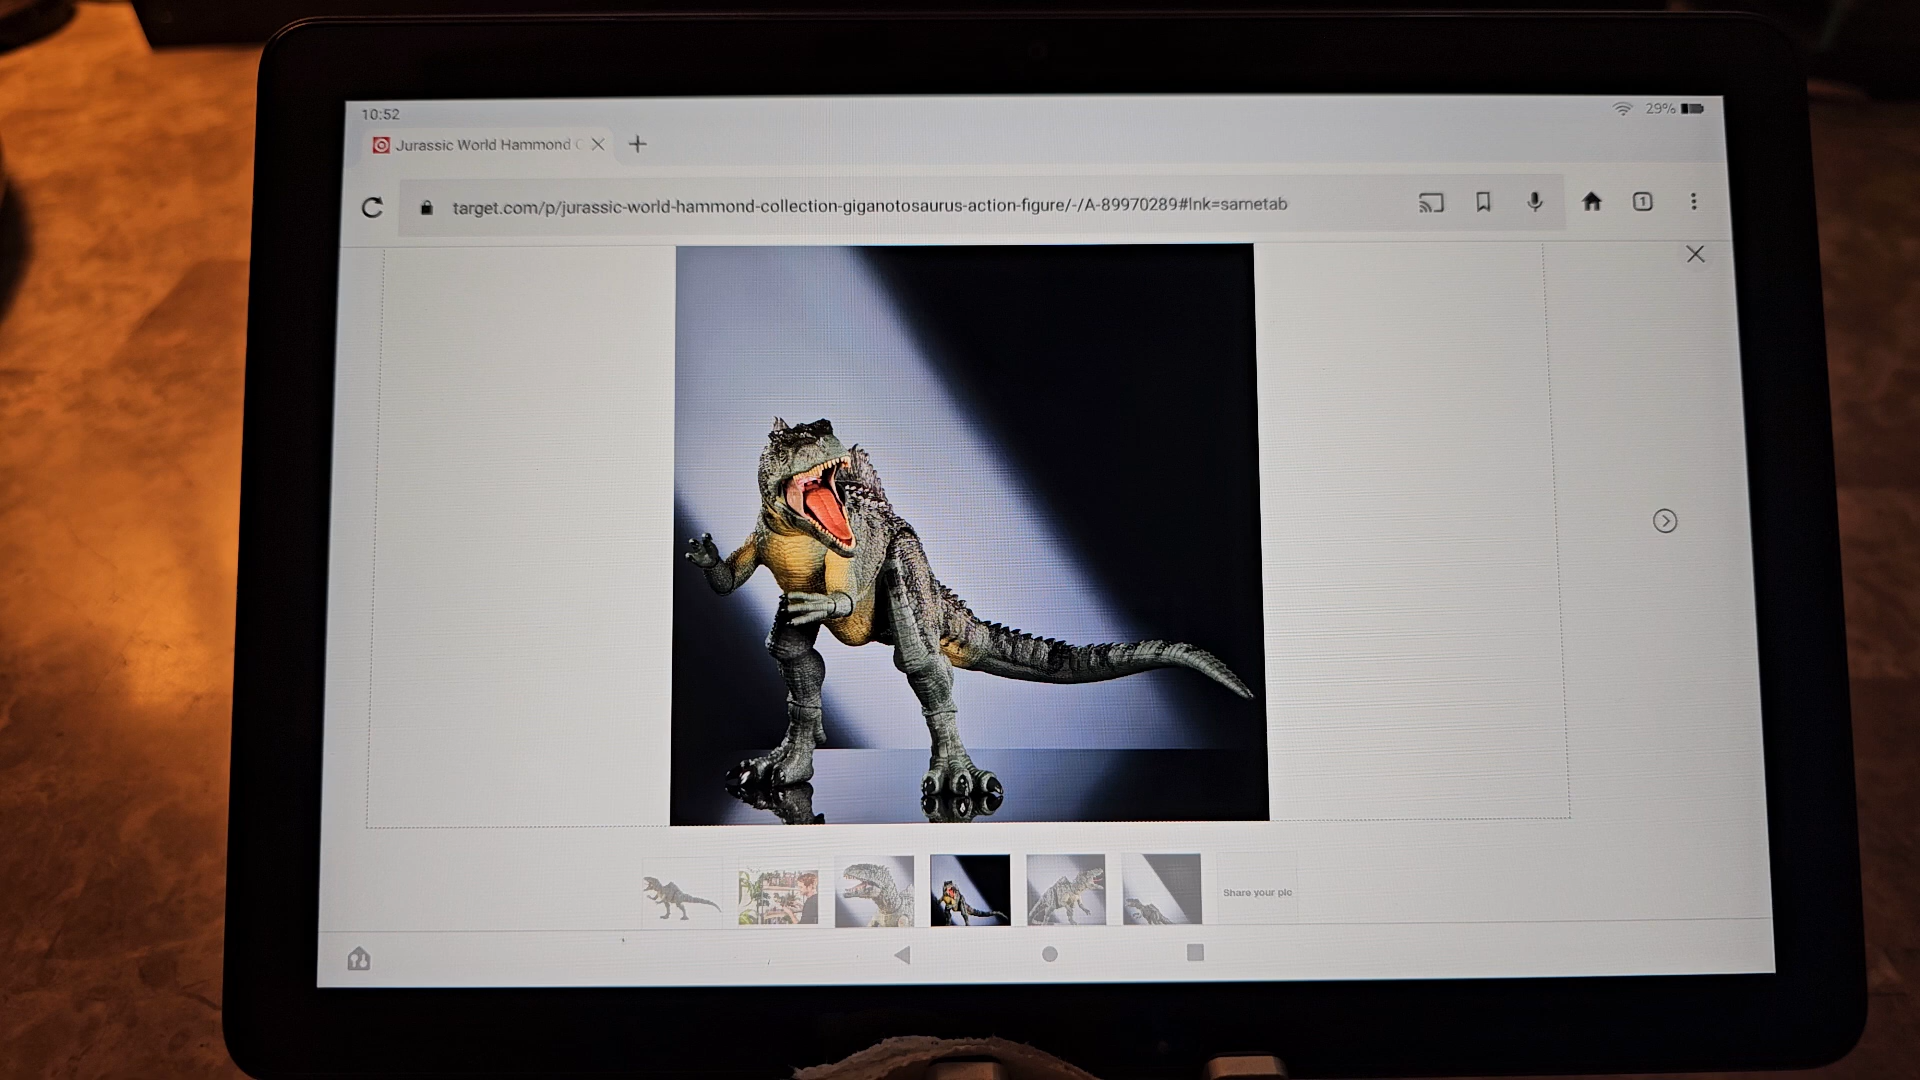 10:52
29%
Jurassic World Hammond C
target.com/p/jurassic-world-hammond-collection-giganotosaurus-action-figure/-/A-89970289#lnk=sametab
1
Share your pic